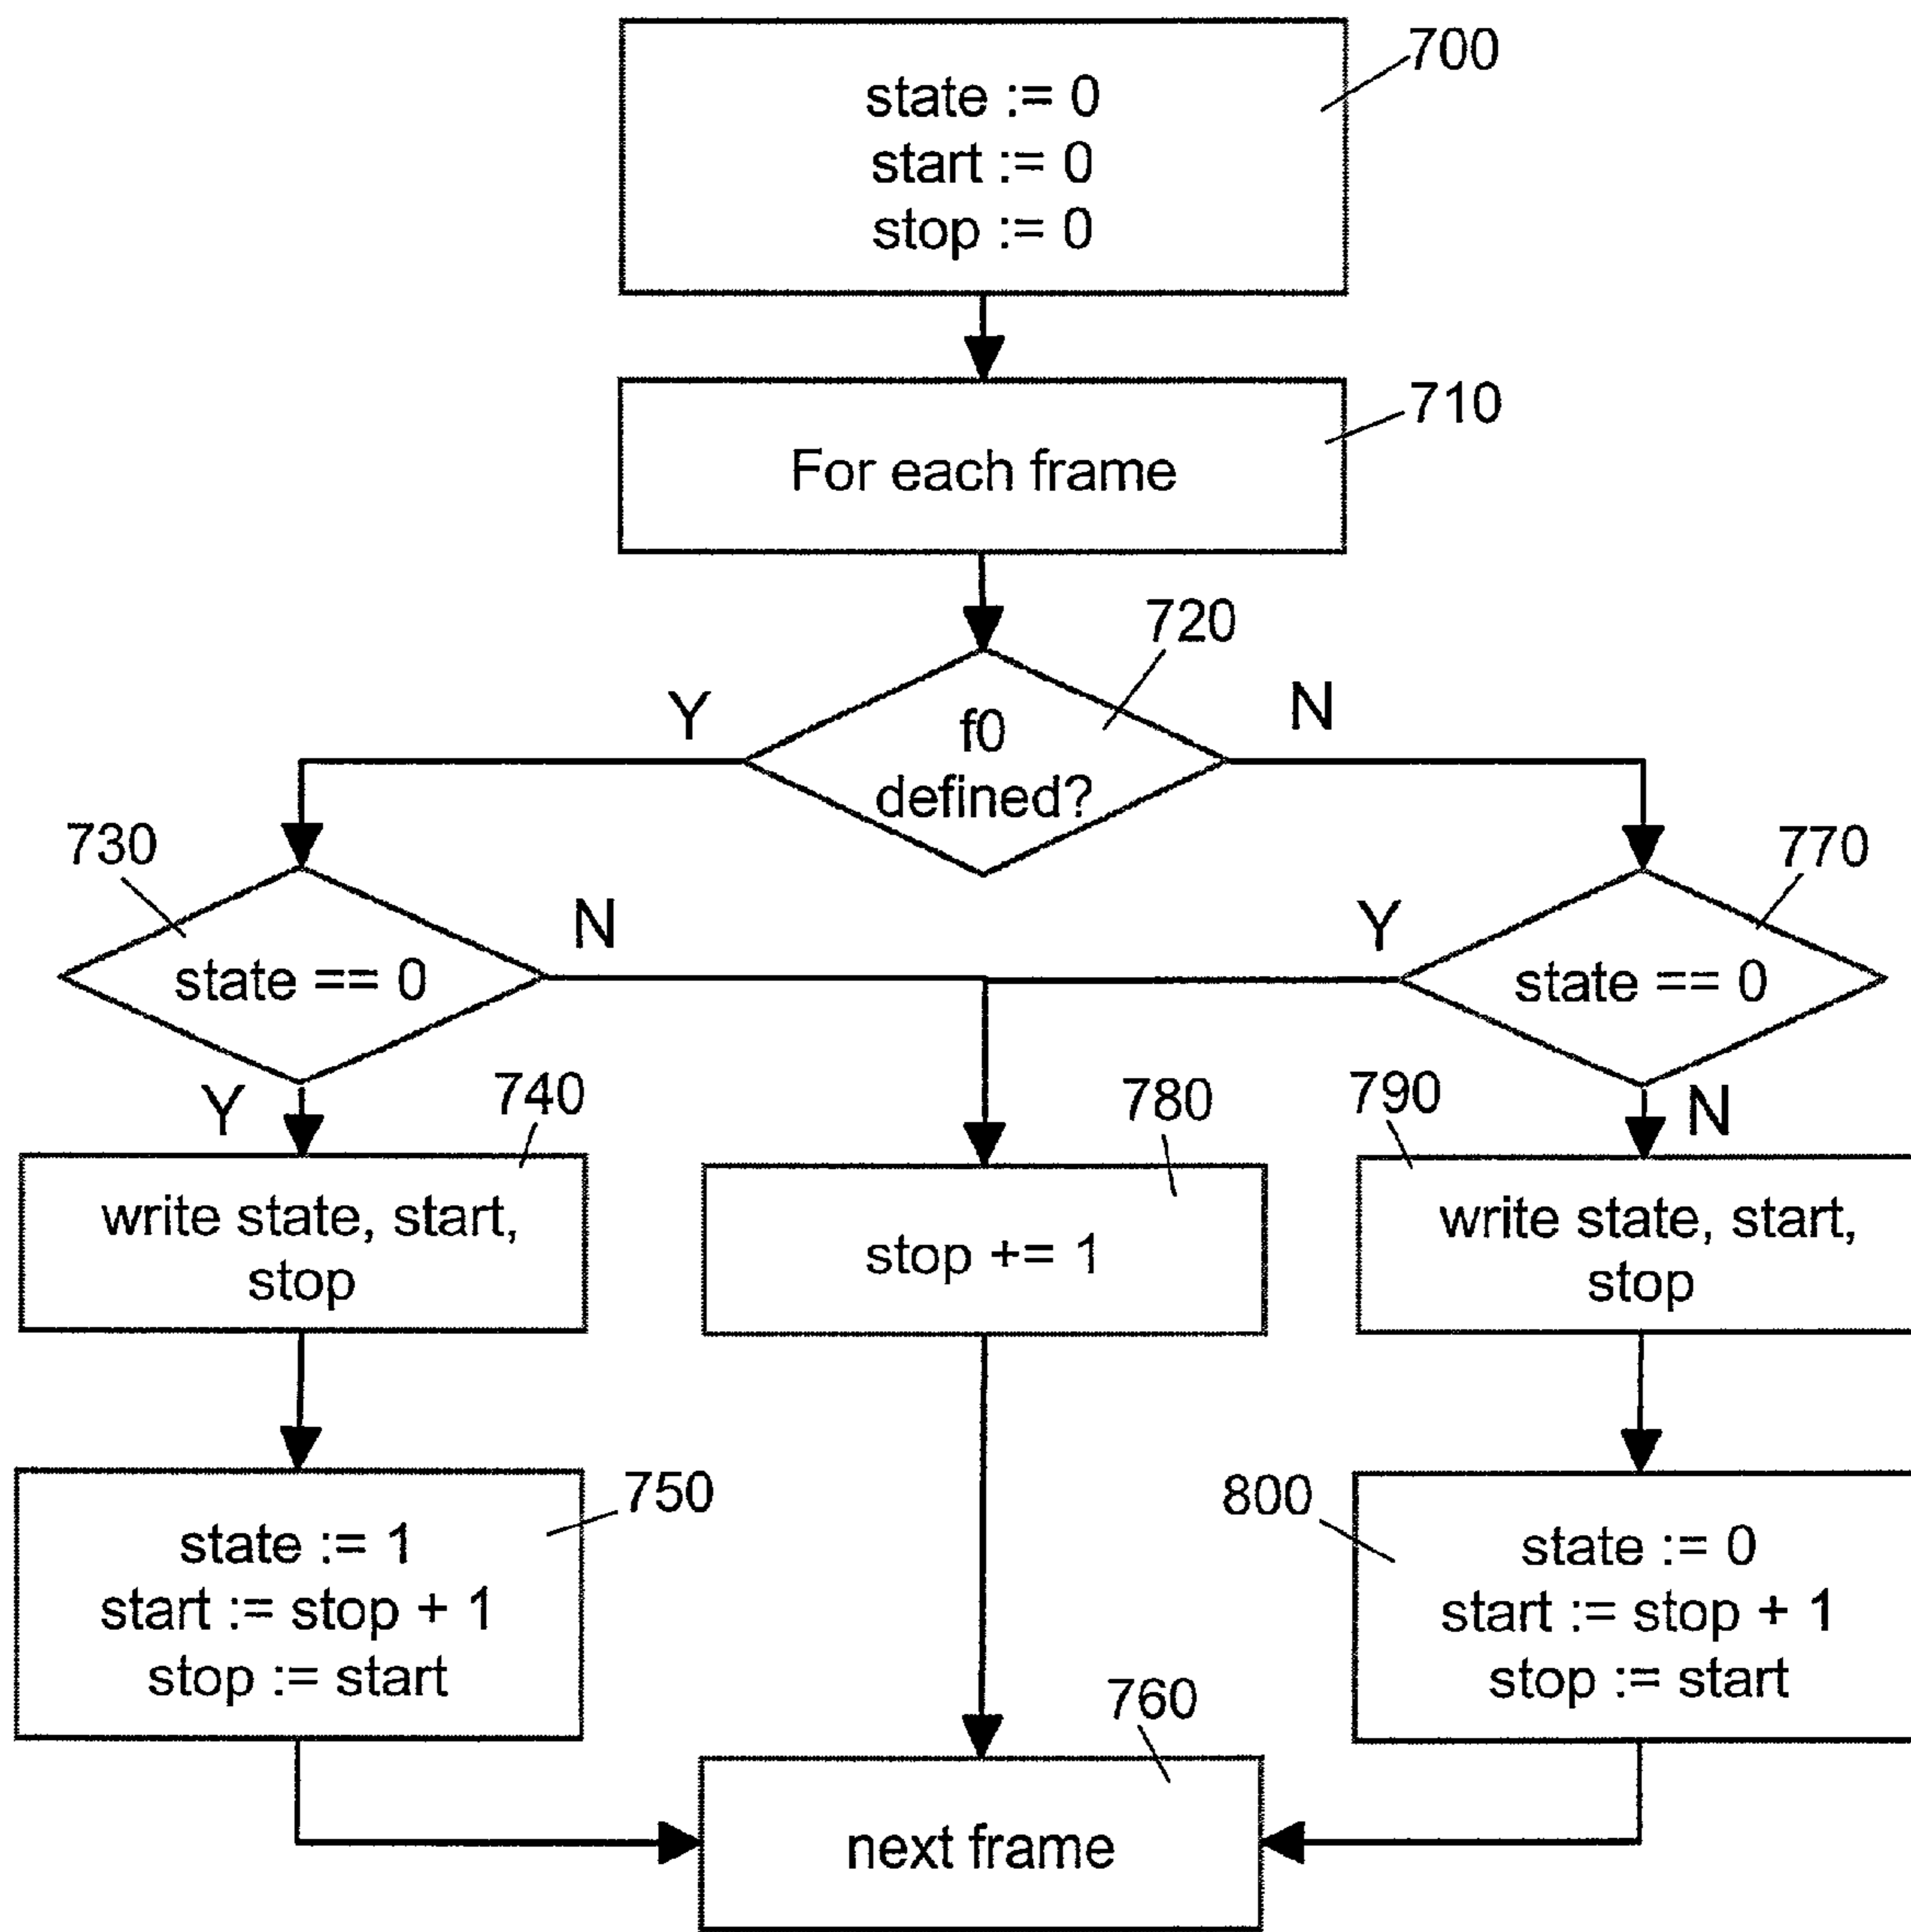 700
state := 0
start := 0
stop := 0
710
For each frame
720
Y
N
f0
defined?
730
770
N
Y
state == 0
state == 0
Y
740
780
790
N
write state, start,
stop
stop += 1
write state, start,
stop
750
800
state := 1
start := stop + 1
stop := start
state := 0
start := stop + 1
stop := start
760
next frame